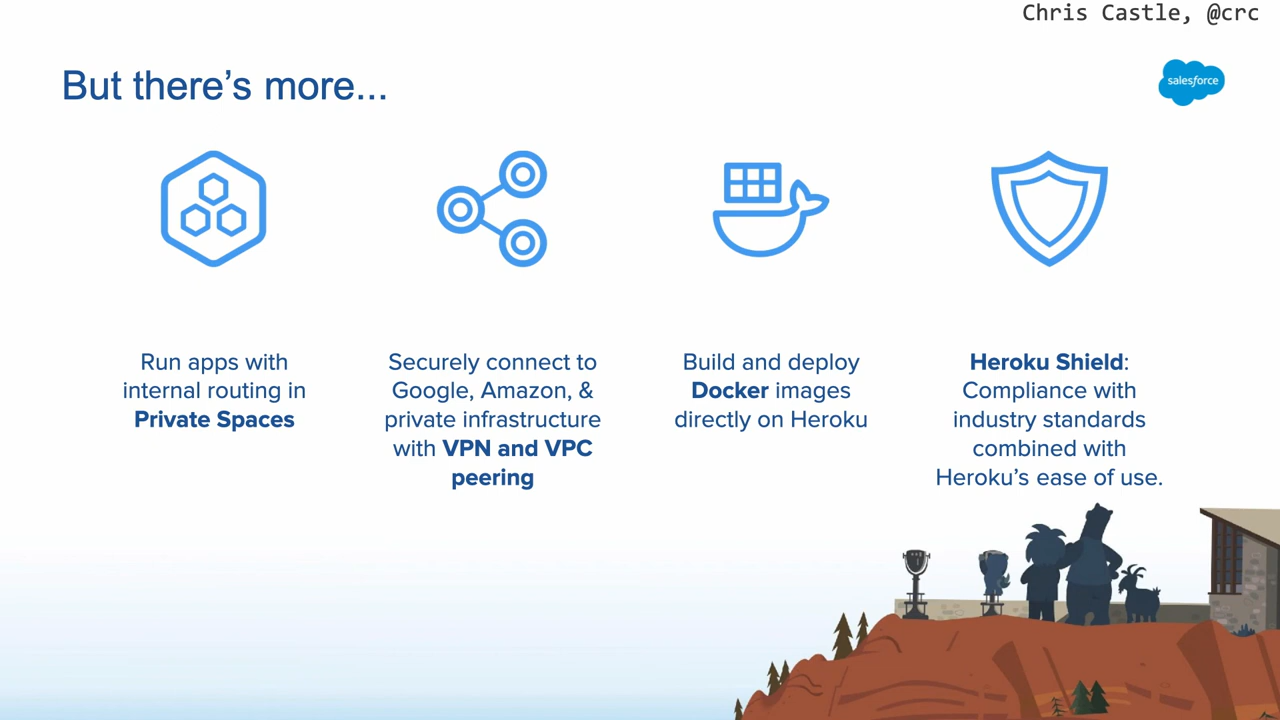 Chris Castle, @crc
But there's more...
salesforce
Run apps with
internal routing in
Private Spaces
Securely connect to
Google, Amazon, &
private infrastructure
with VPN and VPC
peering
Build and deploy
Docker images
directly on Heroku
Heroku Shield:
Compliance with
industry standards
combined with
Heroku's ease of use.